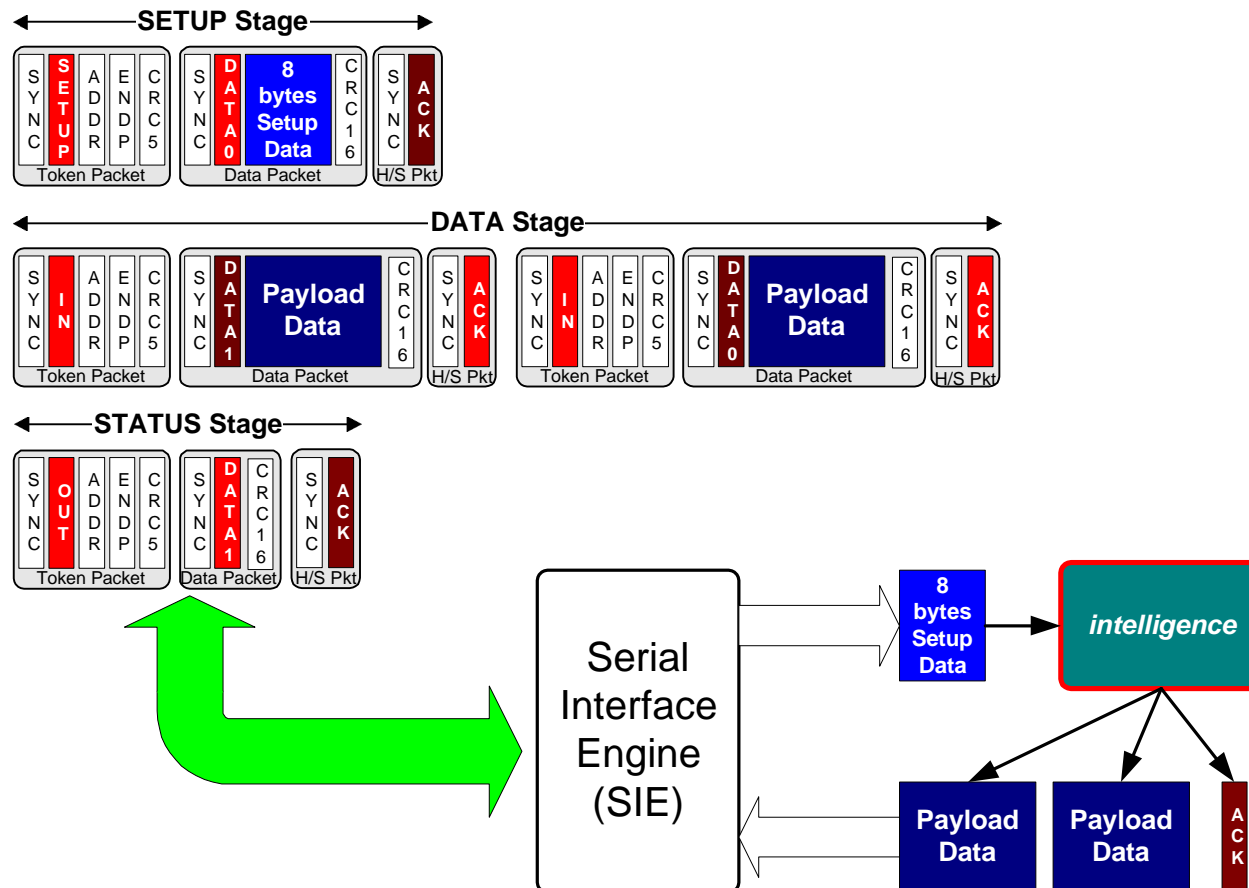 SETUP Stage
SYNC SETUP ADDR ENDP CRC5
Token Packet
SYNC DATA0 8 bytes Setup Data CRC16
Data Packet
SYNC ACK
H/S Pkt
DATA Stage
SYNC IN ADDR ENDP CRC5
Token Packet
SYNC DATA1 Payload Data CRC16
Data Packet
SYNC ACK
H/S Pkt
SYNC IN ADDR ENDP CRC5
Token Packet
SYNC DATA0 Payload Data CRC16
Data Packet
SYNC ACK
H/S Pkt
STATUS Stage
SYNC OUT ADDR ENDP CRC5
Token Packet
SYNC DATA1 CRC16
Data Packet
SYNC ACK
H/S Pkt
Serial
Interface
Engine
(SIE)
8
bytes
Setup
Data
intelligence
Payload
Data
Payload
Data
ACK